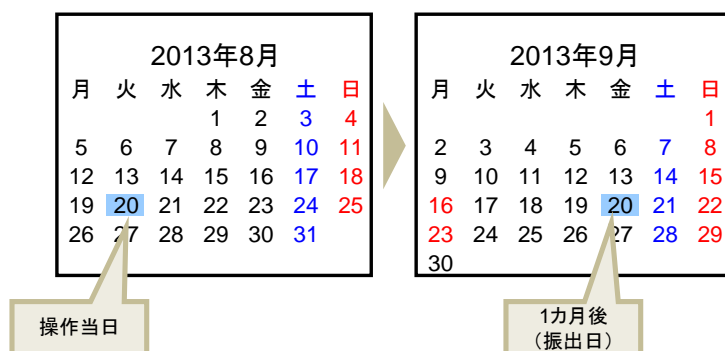 2013年8月
月 火 水 木 金 土 日
1 2 3 4
5 6 7 8 9 10 11
12 13 14 15 16 17 18
19 20 21 22 23 24 25
26 27 28 29 30 31
操作当日
2013年9月
月 火 水 木 金 土 日
1
2 3 4 5 6 7 8
9 10 11 12 13 14 15
16 17 18 19 20 21 22
23 24 25 26 27 28 29
30
1カ月後
(振出日)